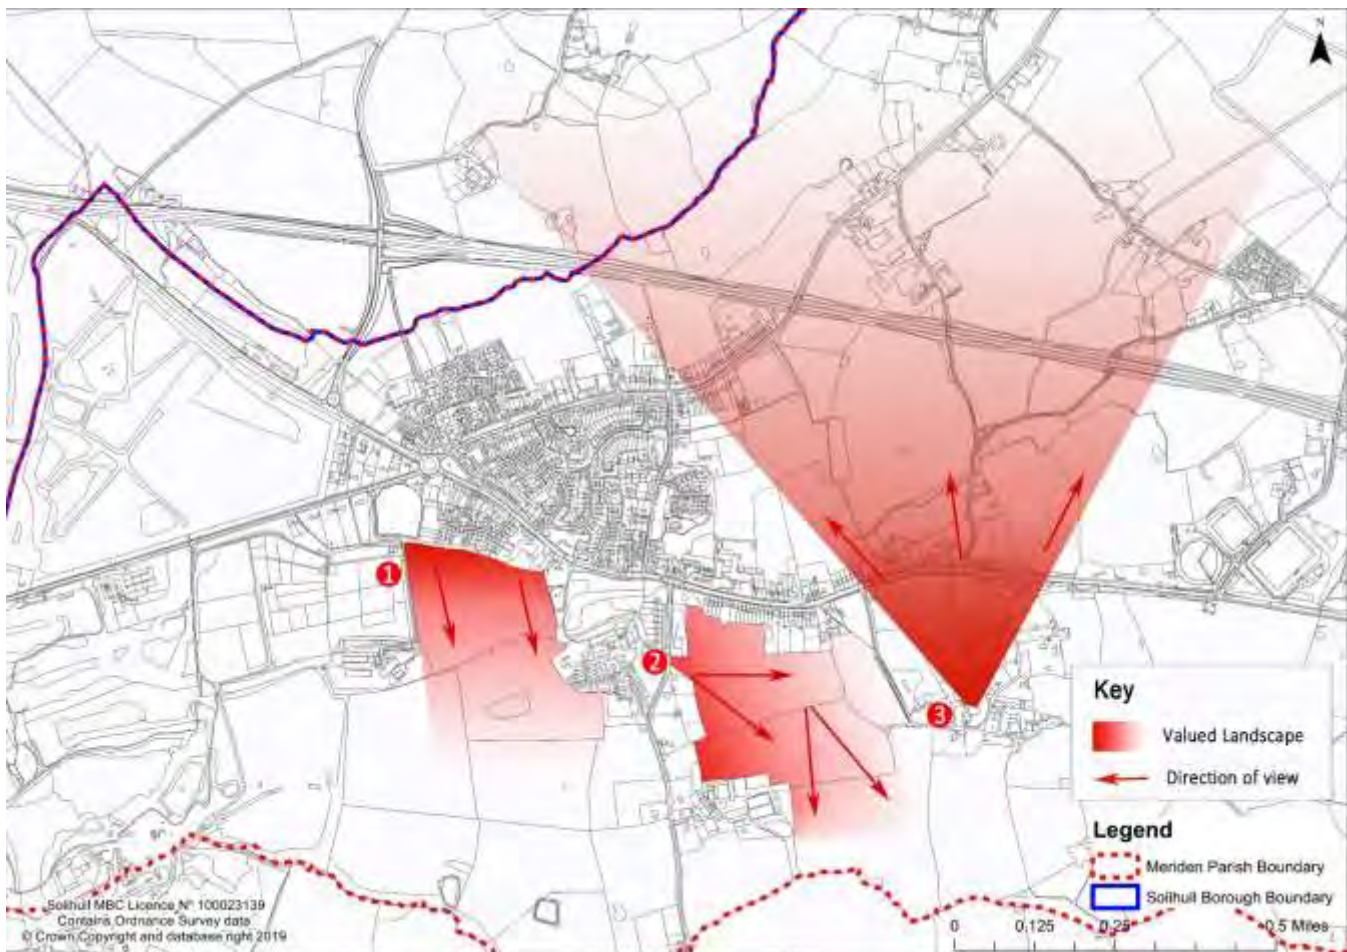 N
1
2
3
Key
Valued Landscape
Direction of view
Legend
Meriden Parish Boundary
Solihull Borough Boundary
0 0.125 0.25 0.5 Miles
Solihull MBC Licence Nº 100023139
Contains Ordnance Survey data
© Crown Copyright and database right 2019